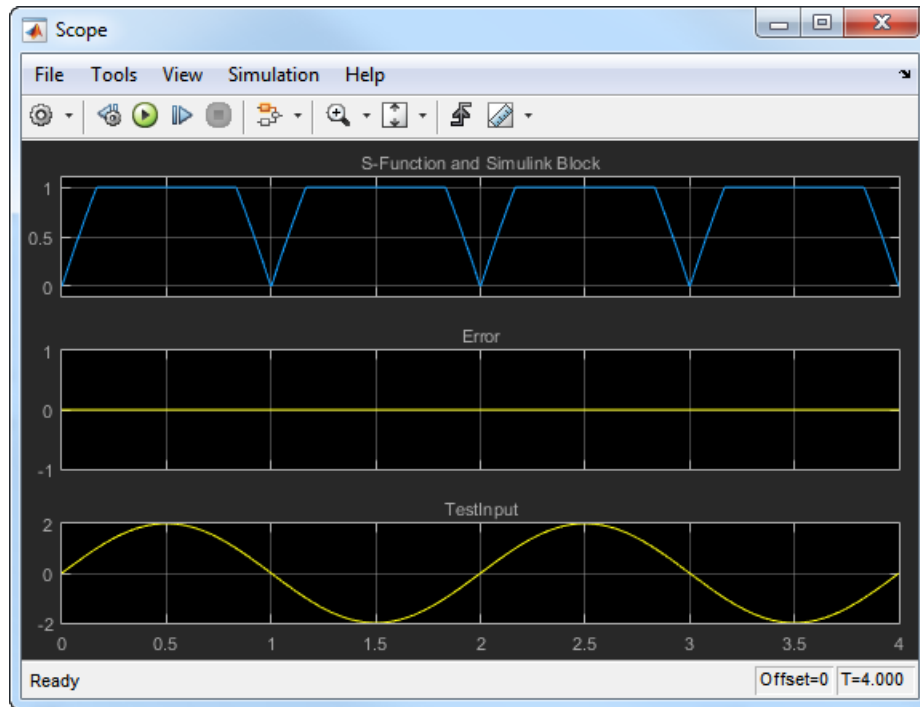 Scope
File Tools View Simulation Help
S-Function and Simulink Block
1
0.5
0
Error
1
0
-1
TestInput
2
0
-2
0 0.5 1 1.5 2 2.5 3 3.5 4
Ready Offset=0 T=4.000